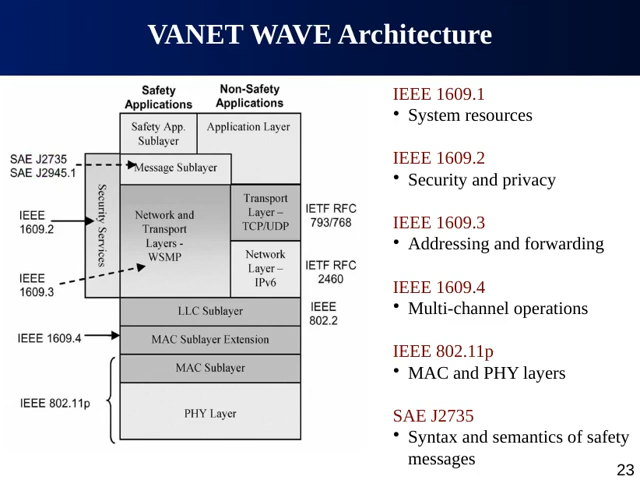 VANET WAVE Architecture
Safety
Applications
Non-Safety
Applications
Safety App.
Sublayer
Application Layer
SAE J2735
SAE J2945.1
Message Sublayer
Security Services
IEEE
1609.2
Network and
Transport
Layers -
WSMP
Transport
Layer –
TCP/UDP
IETF RFC
793/768
IEEE
1609.3
Network
Layer –
IPv6
IETF RFC
2460
LLC Sublayer
IEEE
802.2
IEEE 1609.4
MAC Sublayer Extension
MAC Sublayer
IEEE 802.11p
PHY Layer
IEEE 1609.1
• System resources
IEEE 1609.2
• Security and privacy
IEEE 1609.3
• Addressing and forwarding
IEEE 1609.4
• Multi-channel operations
IEEE 802.11p
• MAC and PHY layers
SAE J2735
• Syntax and semantics of safety
messages
23